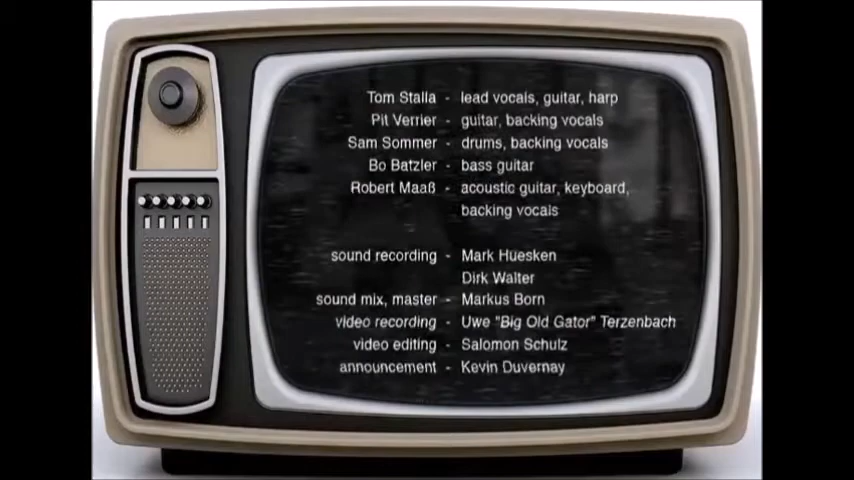 Tom Stalla - lead vocals, guitar, harp
Pit Verrier - guitar, backing vocals
Sam Sommer - drums, backing vocals
Bo Batzler - bass guitar
Robert Maaß - acoustic guitar, keyboard,
backing vocals
sound recording - Mark Huesken
Dirk Walter
sound mix, master - Markus Born
video recording - Uwe "Big Old Gator" Terzenbach
video editing - Salomon Schulz
announcement - Kevin Duvernay